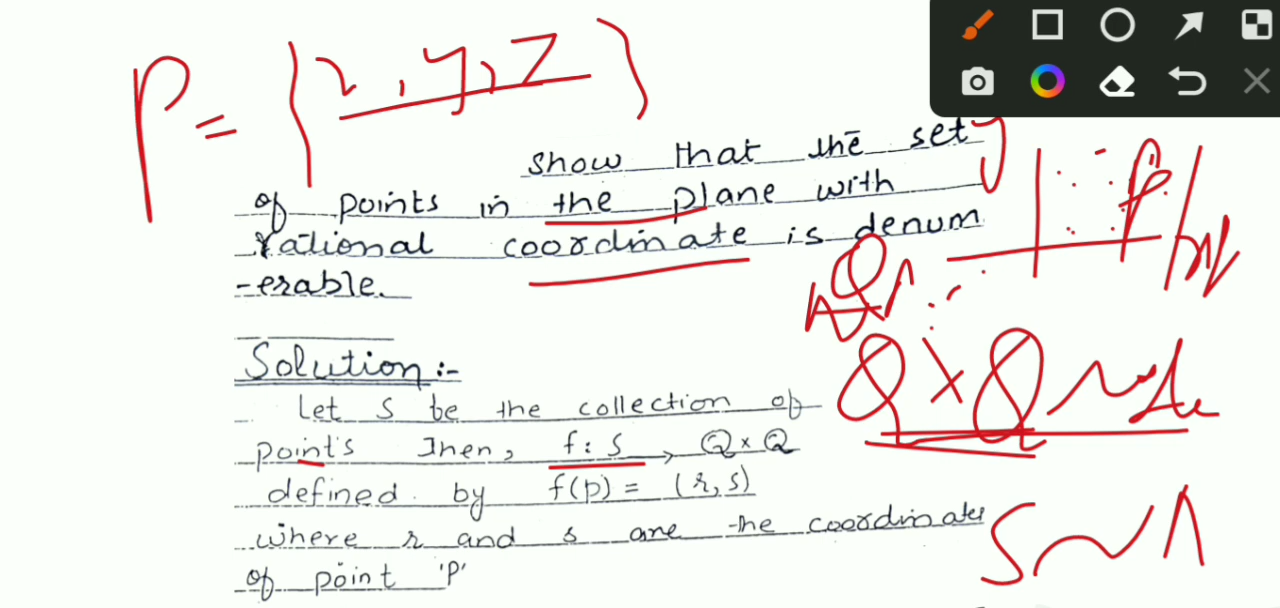 P = {x, y, z}
show that the set
of points in the plane with
rational coordinate is denum
-erable.
Q × Q ~
Solution :-
Let S be the collection of
points Then, f: S → Q × Q
defined by f(p) = (r, s)
where r and s are the coordinates
of point 'P'
S ~ N